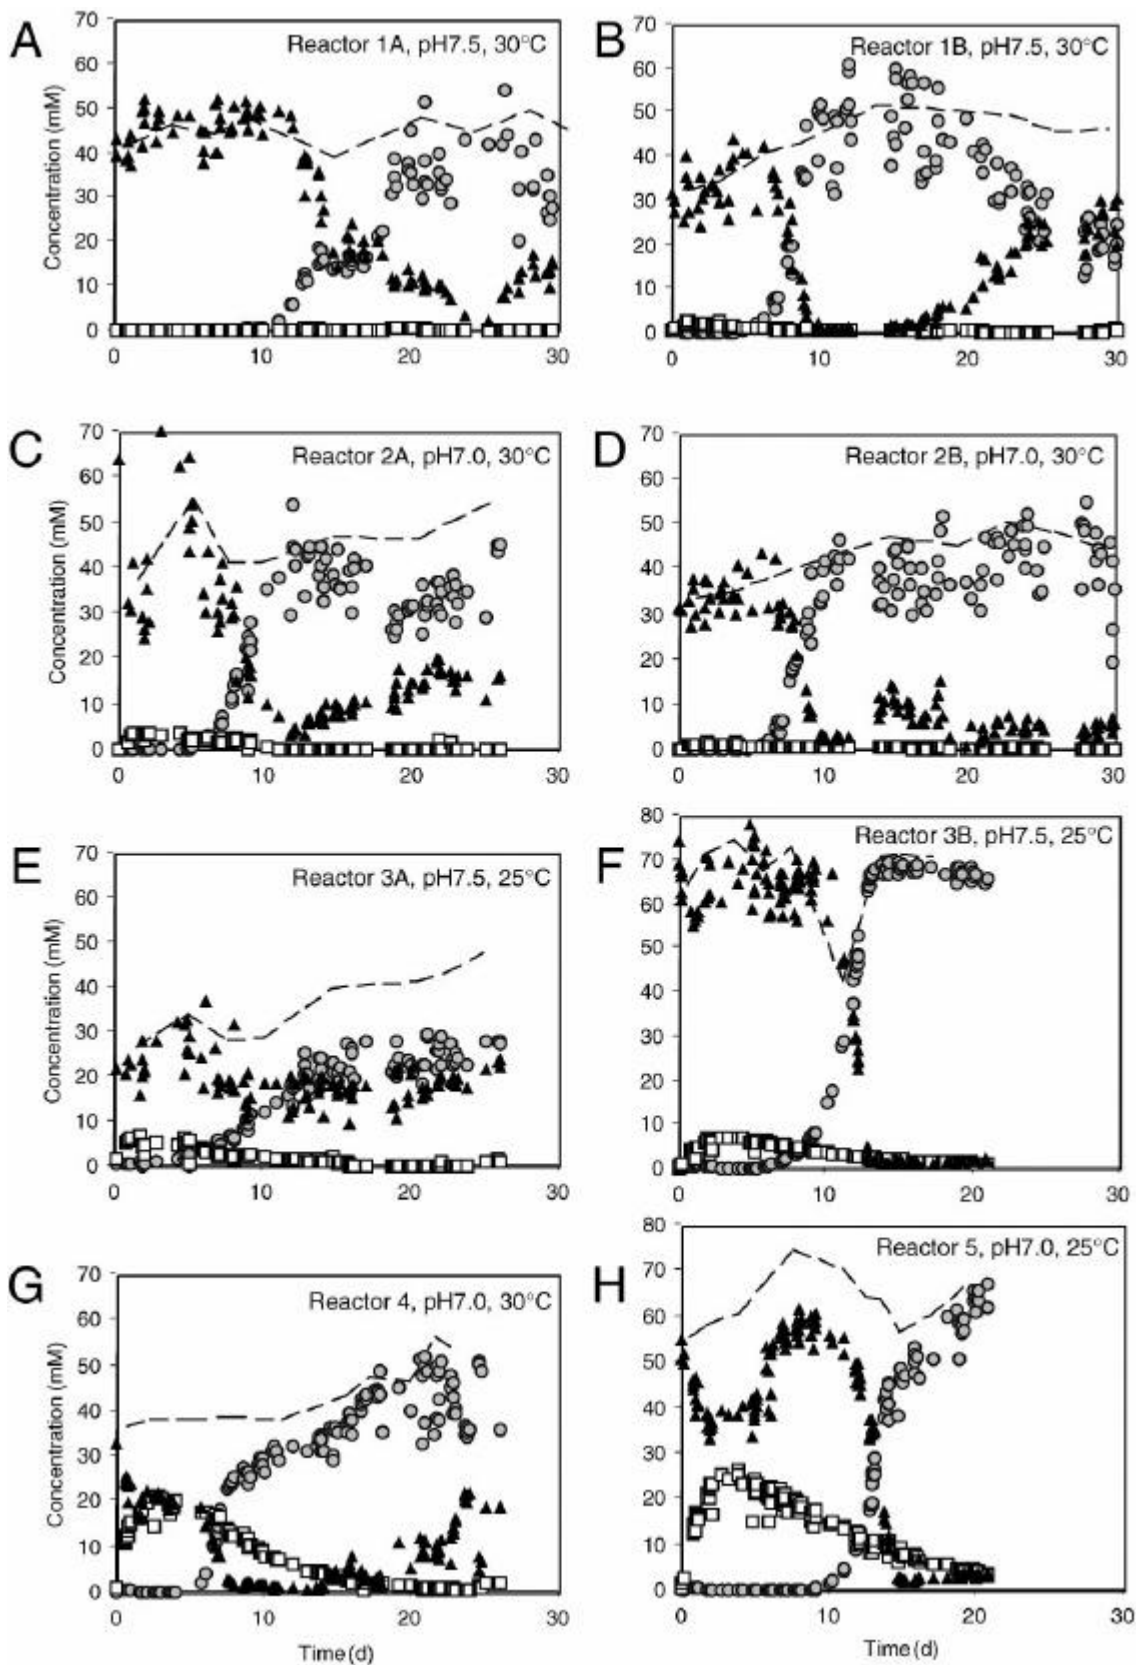 A
Reactor 1A, pH7.5, 30°C
70
60
50
40
30
20
10
0
Concentration (mM)
0 10 20 30
B
Reactor 1B, pH7.5, 30°C
70
60
50
40
30
20
10
0
0 10 20 30
C
Reactor 2A, pH7.0, 30°C
70
60
50
40
30
20
10
0
Concentration (mM)
0 10 20 30
D
Reactor 2B, pH7.0, 30°C
70
60
50
40
30
20
10
0
0 10 20 30
E
Reactor 3A, pH7.5, 25°C
70
60
50
40
30
20
10
0
Concentration (mM)
0 10 20 30
F
Reactor 3B, pH7.5, 25°C
80
70
60
50
40
30
20
10
0
0 10 20 30
G
Reactor 4, pH7.0, 30°C
70
60
50
40
30
20
10
0
Concentration (mM)
0 10 20 30
Time (d)
H
Reactor 5, pH7.0, 25°C
80
70
60
50
40
30
20
10
0
0 10 20 30
Time (d)